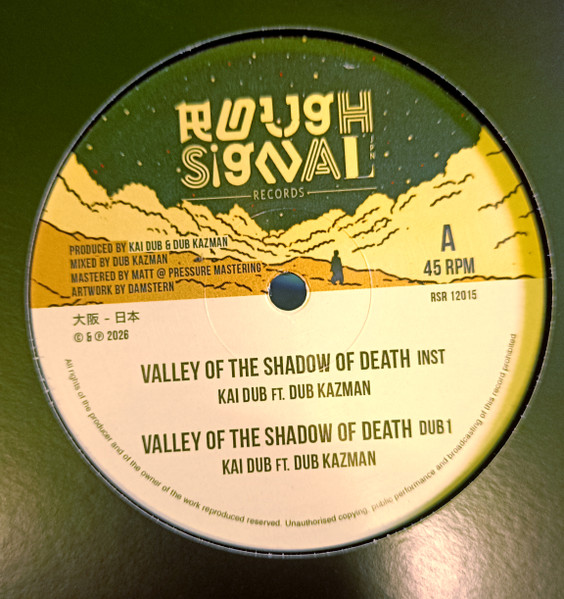 ROUGH
SiGNAL
JPN
RECORDS
PRODUCED BY KAI DUB & DUB KAZMAN
MIXED BY DUB KAZMAN
MASTERED BY MATT @ PRESSURE MASTERING
ARTWORK BY DAMSTERN
A
45 RPM
RSR 12015
大阪 - 日本
© & ℗ 2026
VALLEY OF THE SHADOW OF DEATH INST
KAI DUB FT. DUB KAZMAN
VALLEY OF THE SHADOW OF DEATH DUB 1
KAI DUB FT. DUB KAZMAN
All rights of the producer and of the owner of the work reproduced reserved. Unauthorised copying, public performance and broadcasting of this record prohibited